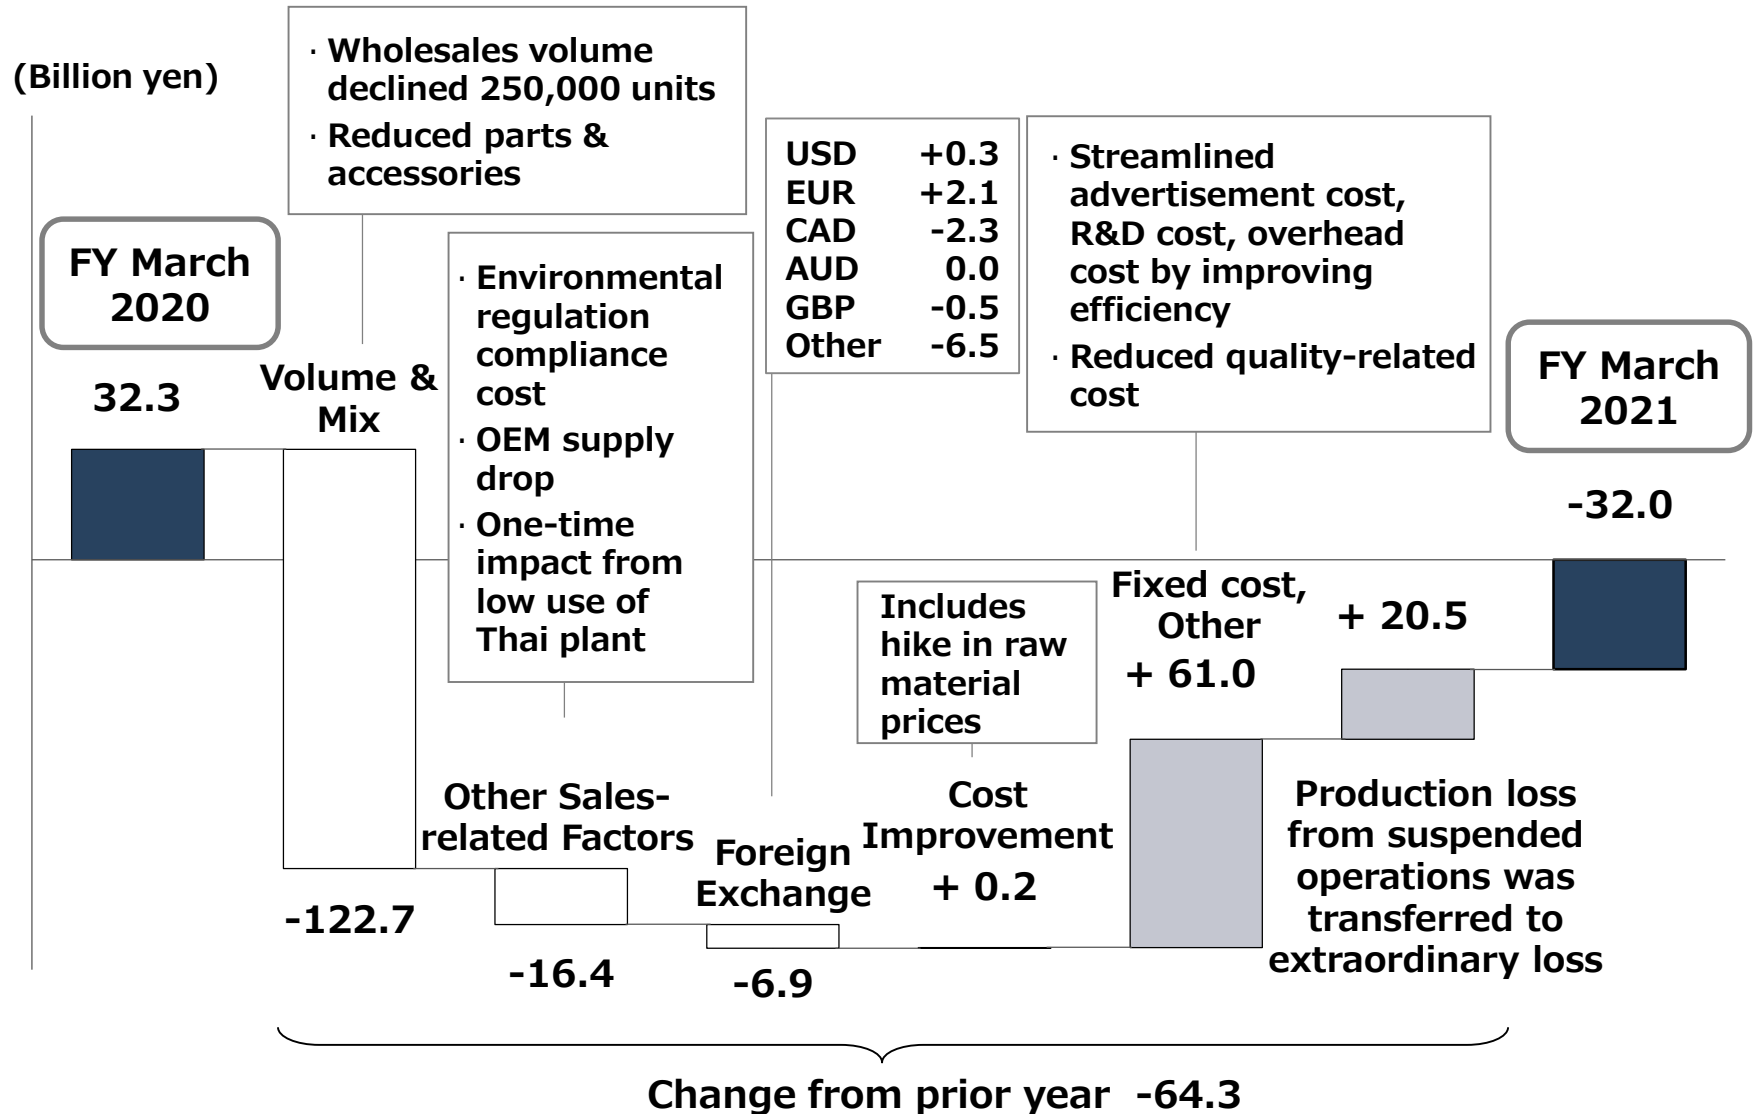 (Billion yen)
· Wholesales volume
declined 250,000 units
· Reduced parts &
accessories
FY March
2020
32.3
Volume &
Mix
-122.7
· Environmental
regulation
compliance
cost
· OEM supply
drop
· One-time
impact from
low use of
Thai plant
Other Sales-
related Factors
-16.4
USD +0.3
EUR +2.1
CAD -2.3
AUD 0.0
GBP -0.5
Other -6.5
Foreign
Exchange
-6.9
Includes
hike in raw
material
prices
Cost
Improvement
+ 0.2
· Streamlined
advertisement cost,
R&D cost, overhead
cost by improving
efficiency
· Reduced quality-related
cost
Fixed cost,
Other
+ 61.0
+ 20.5
Production loss
from suspended
operations was
transferred to
extraordinary loss
FY March
2021
-32.0
Change from prior year -64.3